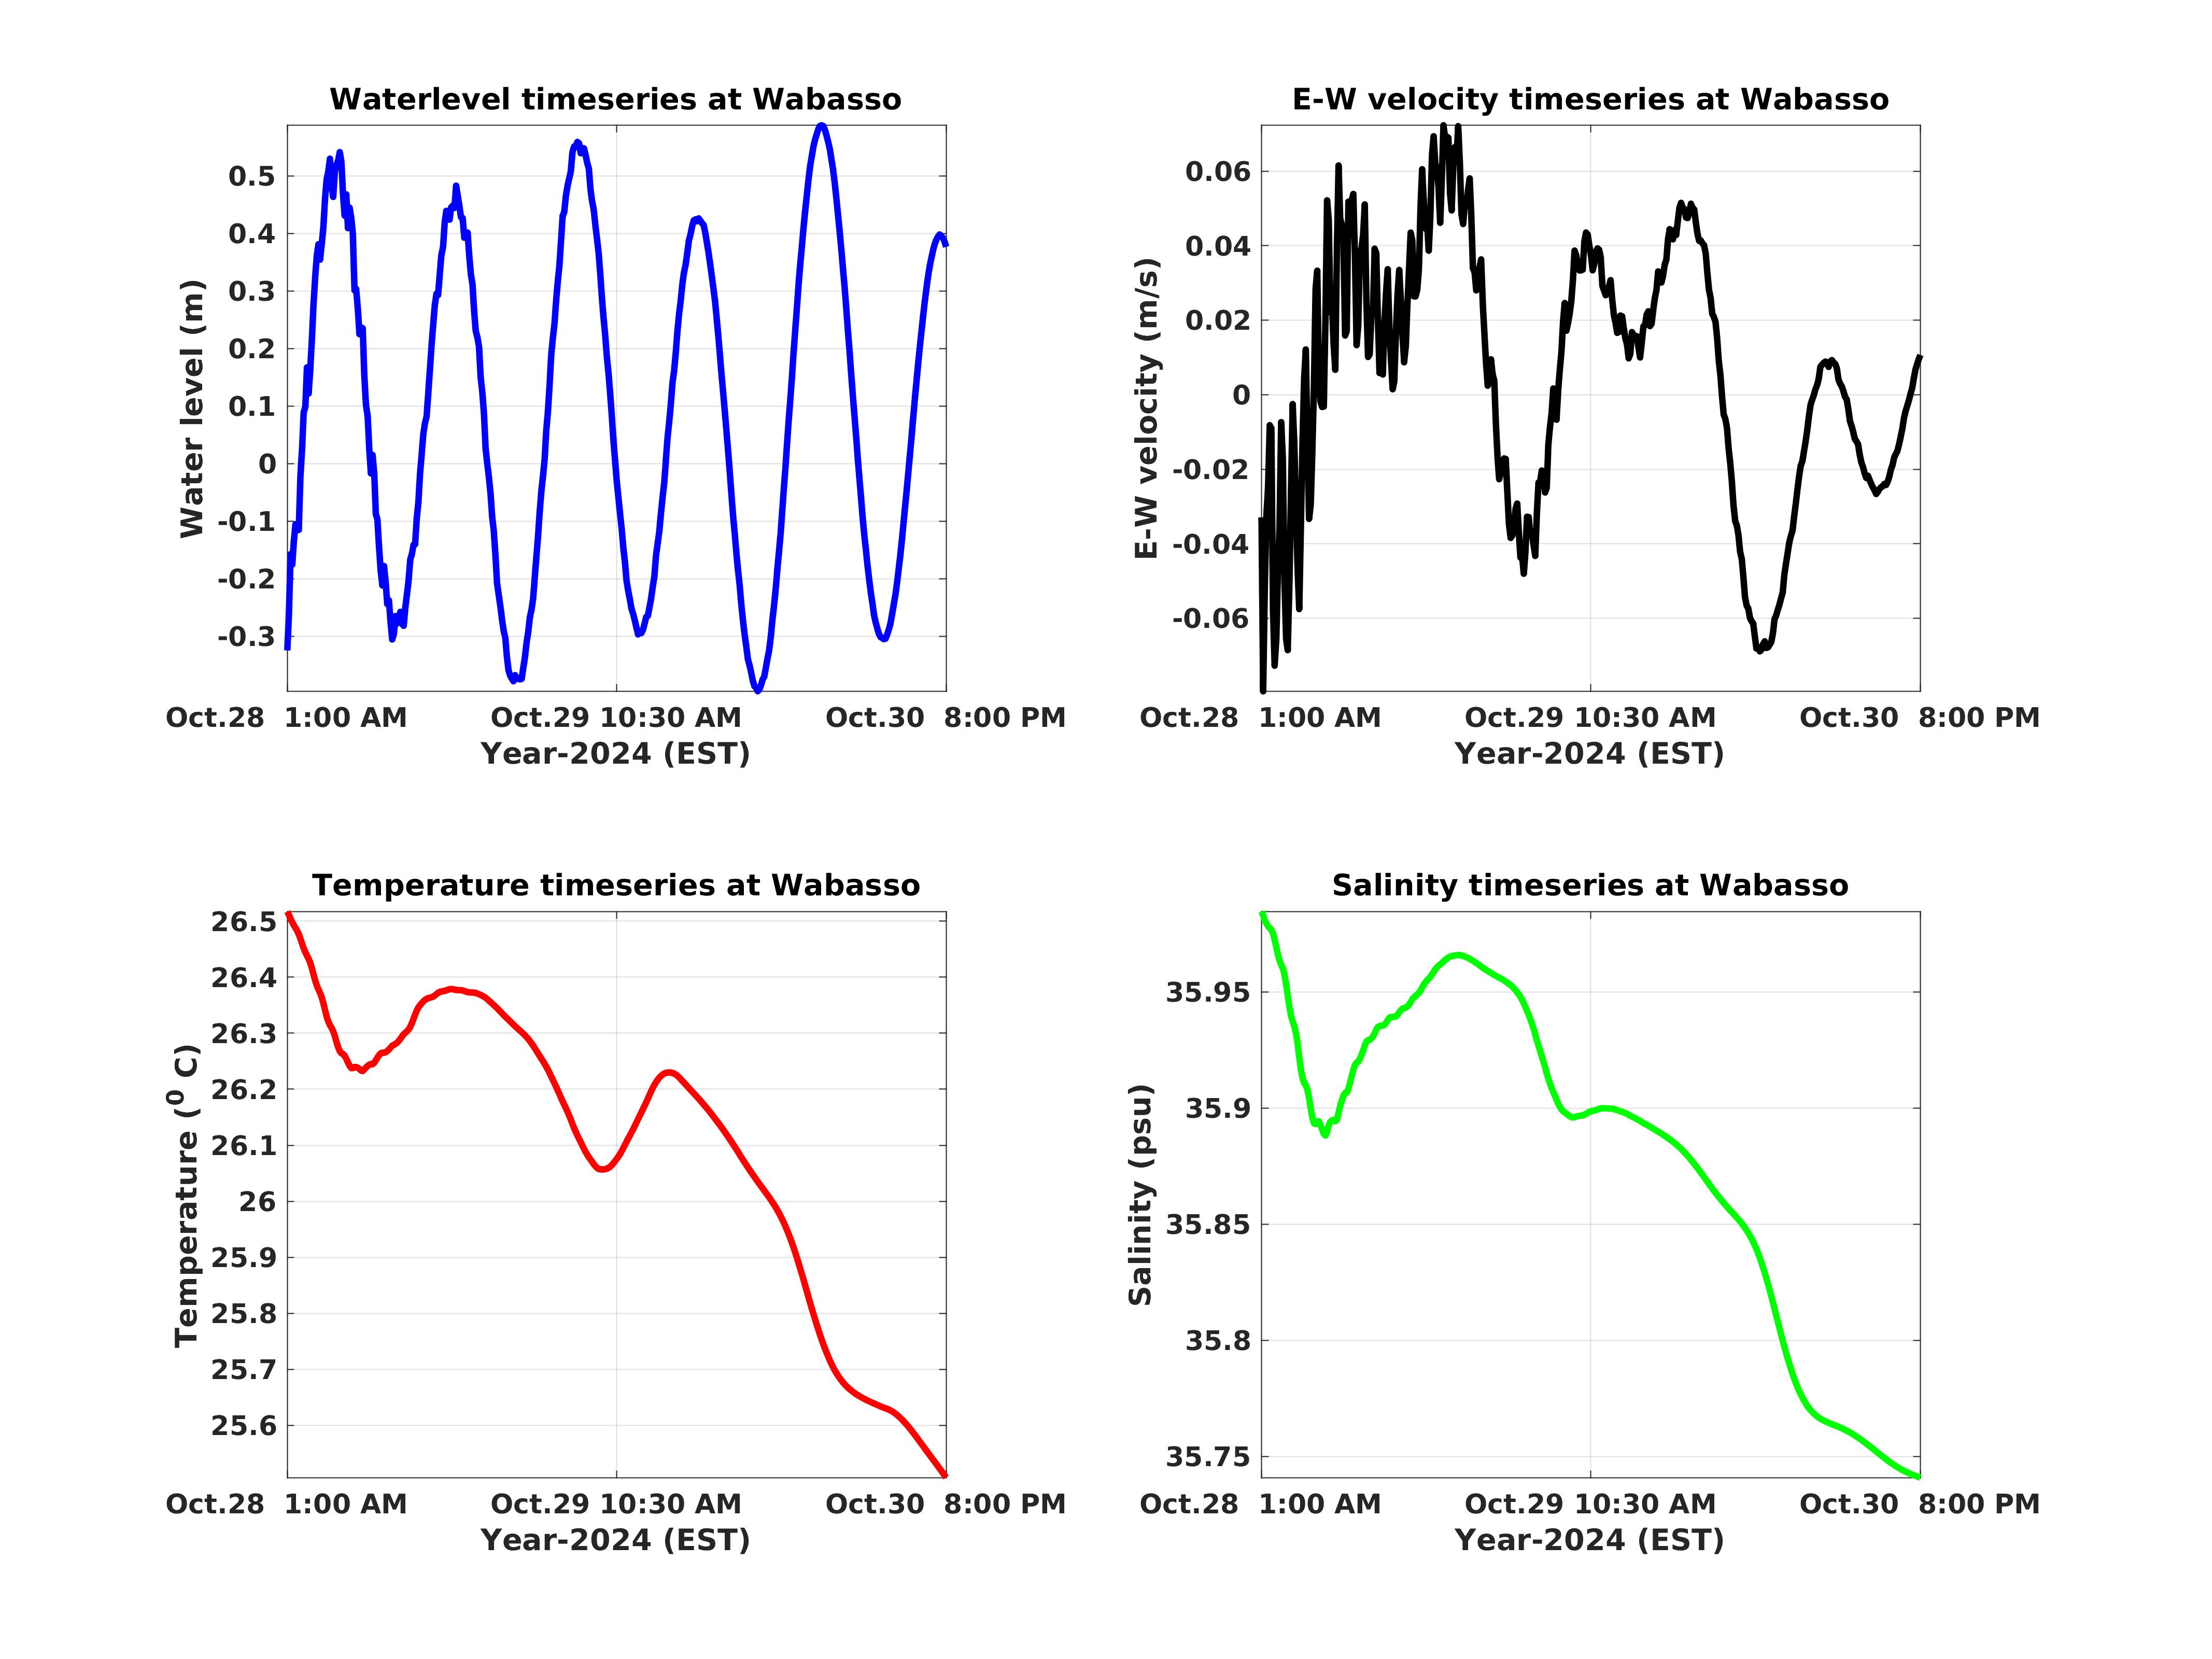 Waterlevel timeseries at Wabasso
Water level (m)
0.5
0.4
0.3
0.2
0.1
0
-0.1
-0.2
-0.3
Oct.28 1:00 AM Oct.29 10:30 AM Oct.30 8:00 PM
Year-2024 (EST)
E-W velocity timeseries at Wabasso
E-W velocity (m/s)
0.06
0.04
0.02
0
-0.02
-0.04
-0.06
Oct.28 1:00 AM Oct.29 10:30 AM Oct.30 8:00 PM
Year-2024 (EST)
Temperature timeseries at Wabasso
Temperature (⁰ C)
26.5
26.4
26.3
26.2
26.1
26
25.9
25.8
25.7
25.6
Oct.28 1:00 AM Oct.29 10:30 AM Oct.30 8:00 PM
Year-2024 (EST)
Salinity timeseries at Wabasso
Salinity (psu)
35.95
35.9
35.85
35.8
35.75
Oct.28 1:00 AM Oct.29 10:30 AM Oct.30 8:00 PM
Year-2024 (EST)